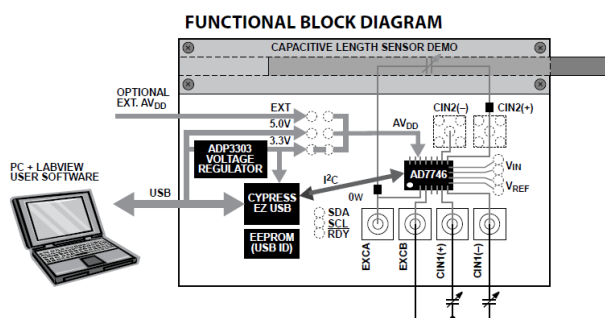 FUNCTIONAL BLOCK DIAGRAM
CAPACITIVE LENGTH SENSOR DEMO
OPTIONAL
EXT. AVDD
EXT
5.0V
3.3V
AVDD
CIN2(–)
CIN2(+)
ADP3303
VOLTAGE
REGULATOR
PC + LABVIEW
USER SOFTWARE
USB
I2C
AD7746
VIN
VREF
CYPRESS
EZ USB
0W
EEPROM
(USB ID)
SDA
SCL
RDY
EXCA
EXCB
CIN1(+)
CIN1(–)